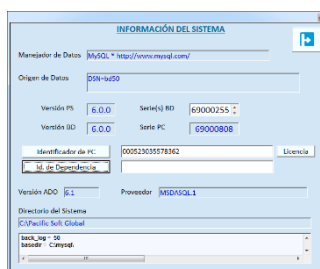 INFORMACIÓN DEL SISTEMA
Manejador de Datos MySQL * http://www.mysql.com/
Origen de Datos DSN=bd50
Versión PS 6.0.0 Serie(s) BD 69000255
Versión BD 6.0.0 Serie PC 69000808
Identificador de PC 000523035578362 Licencia
Id. de Dependencia
Versión ADO 6.1 Proveedor MSDASQL.1
Directorio del Sistema
C:\Pacific Soft Global
back_log = 50
basedir = C:\mysql\